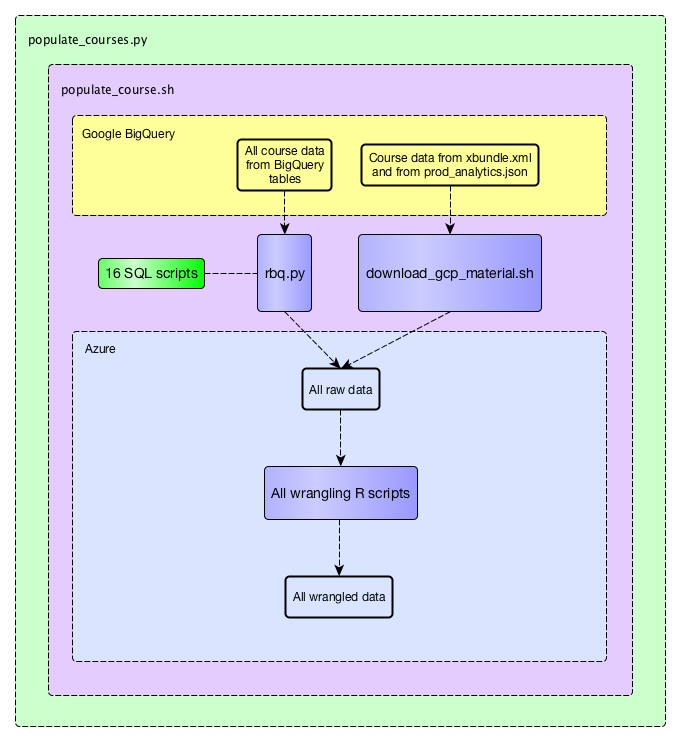 populate_courses.py
populate_course.sh
Google BigQuery
All course data
from BigQuery
tables
Course data from xbundle.xml
and from prod_analytics.json
16 SQL scripts
rbq.py
download_gcp_material.sh
Azure
All raw data
All wrangling R scripts
All wrangled data